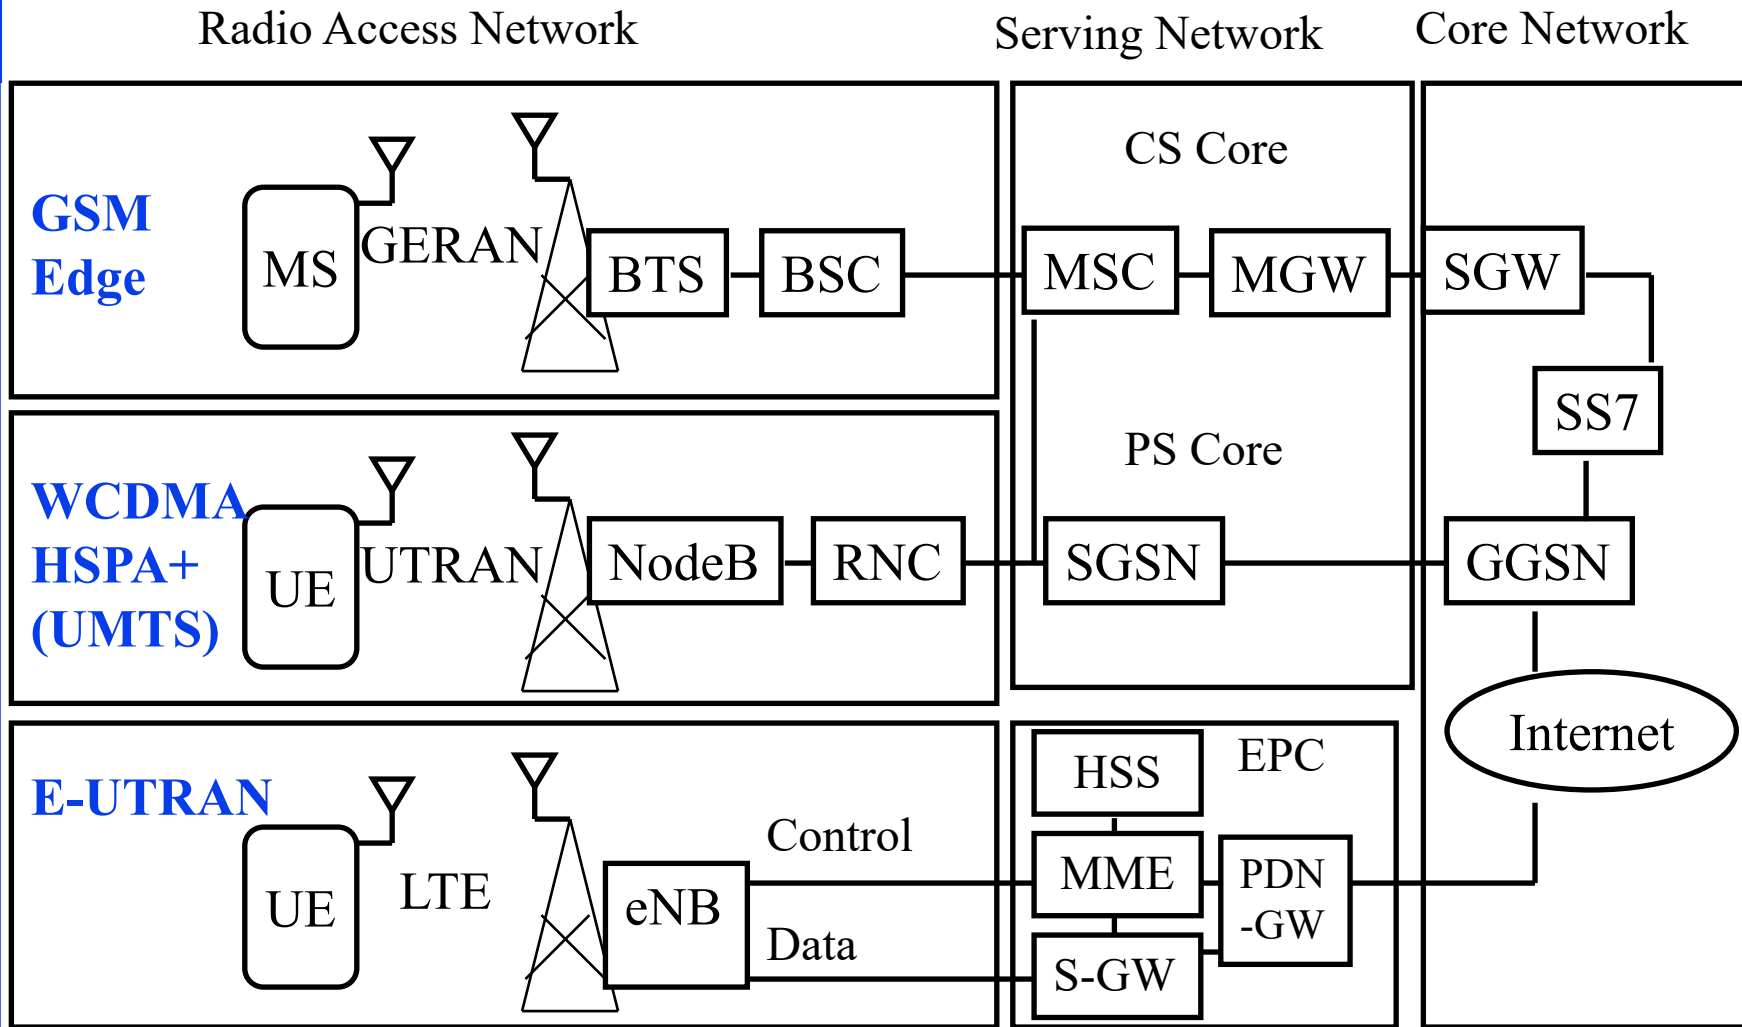 Radio Access Network
Serving Network
Core Network
GSM
Edge
MS
GERAN
BTS
BSC
CS Core
MSC
MGW
SGW
SS7
WCDMA
HSPA+
(UMTS)
UE
UTRAN
NodeB
RNC
PS Core
SGSN
GGSN
Internet
E-UTRAN
UE
LTE
eNB
Control
Data
HSS
EPC
MME
PDN
-GW
S-GW